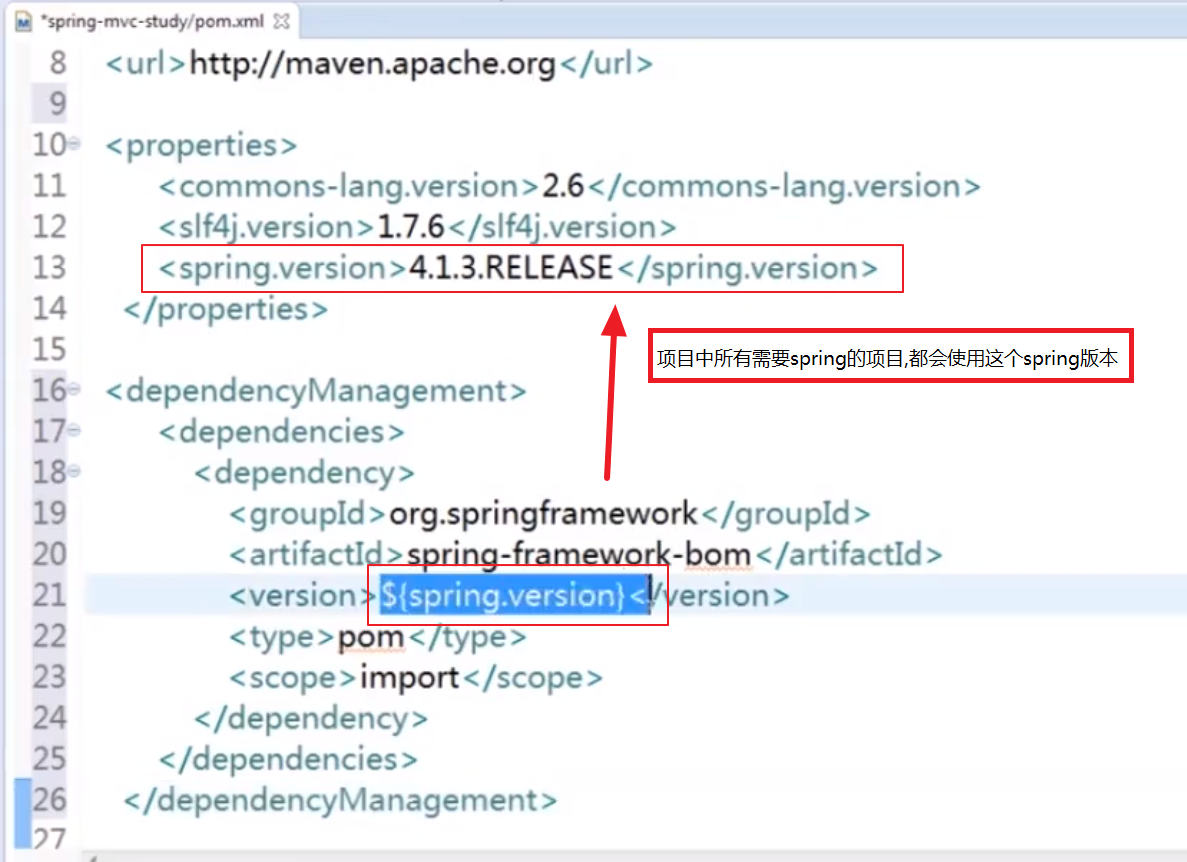 *spring-mvc-study/pom.xml
8 <url>http://maven.apache.org</url>
9
10 <properties>
11 <commons-lang.version>2.6</commons-lang.version>
12 <slf4j.version>1.7.6</slf4j.version>
13 <spring.version>4.1.3.RELEASE</spring.version>
14 </properties>
15
项目中所有需要spring的项目,都会使用这个spring版本
16 <dependencyManagement>
17 <dependencies>
18 <dependency>
19 <groupId>org.springframework</groupId>
20 <artifactId>spring-framework-bom</artifactId>
21 <version>${spring.version}</version>
22 <type>pom</type>
23 <scope>import</scope>
24 </dependency>
25 </dependencies>
26 </dependencyManagement>
27